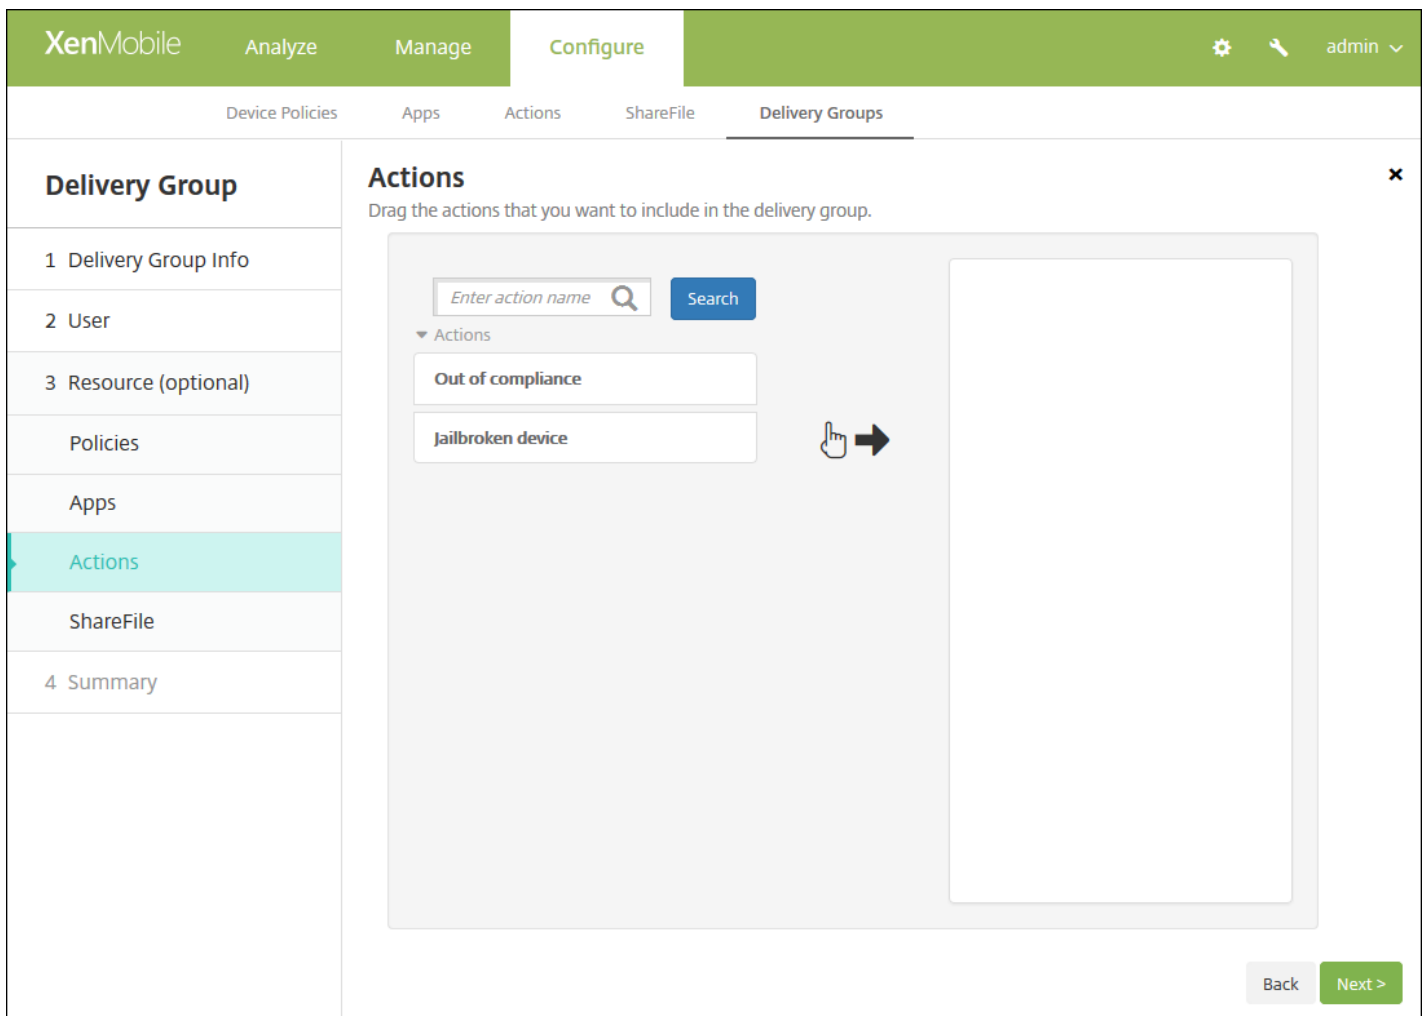 XenMobile Analyze Manage Configure admin
Device Policies Apps Actions ShareFile Delivery Groups
Delivery Group
1 Delivery Group Info
2 User
3 Resource (optional)
Policies
Apps
Actions
ShareFile
4 Summary
Actions
Drag the actions that you want to include in the delivery group.
Enter action name Search
Actions
Out of compliance
Jailbroken device
Back Next >